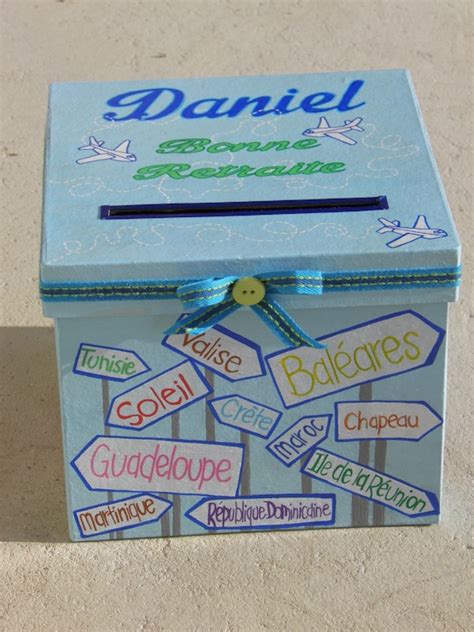 Daniel
Bonne
Retraite
Valise
Tunisie
Baléares
Soleil
Crète
Maroc
Chapeau
Guadeloupe
Ile de la Réunion
Martinique
République Dominicaine